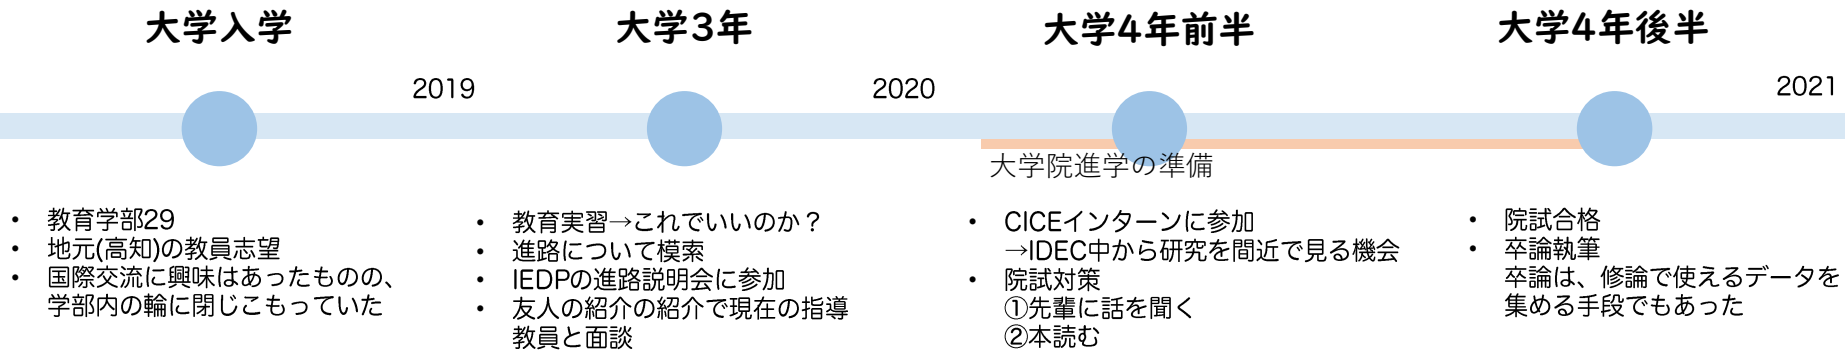 大学入学
大学3年
大学4年前半
大学4年後半
2019
2020
2021
大学院進学の準備
• 教育学部29
• 地元(高知)の教員志望
• 国際交流に興味はあったものの、
学部内の輪に閉じこもっていた
• 教育実習→これでいいのか？
• 進路について模索
• IEDPの進路説明会に参加
• 友人の紹介の紹介で現在の指導
教員と面談
• CICEインターンに参加
→IDEC中から研究を間近で見る機会
• 院試対策
①先輩に話を聞く
②本読む
• 院試合格
• 卒論執筆
卒論は、修論で使えるデータを
集める手段でもあった